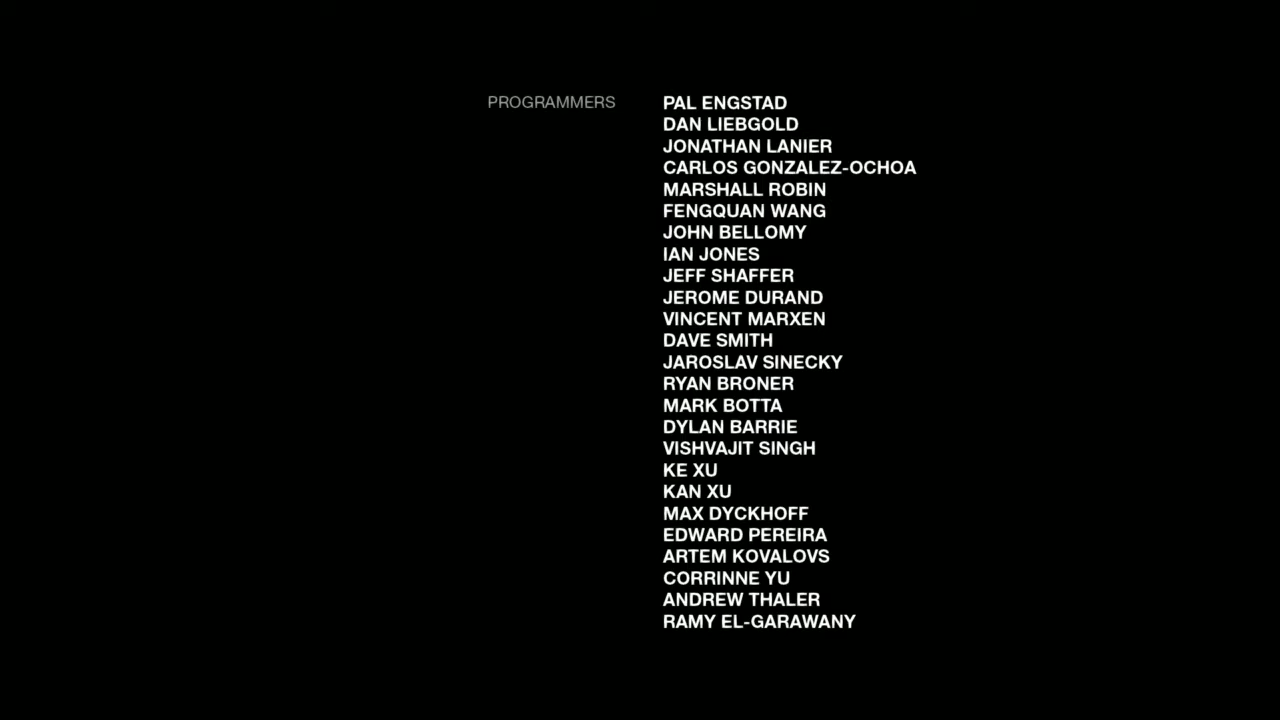 PROGRAMMERS PAL ENGSTAD
DAN LIEBGOLD
JONATHAN LANIER
CARLOS GONZALEZ-OCHOA
MARSHALL ROBIN
FENGQUAN WANG
JOHN BELLOMY
IAN JONES
JEFF SHAFFER
JEROME DURAND
VINCENT MARXEN
DAVE SMITH
JAROSLAV SINECKY
RYAN BRONER
MARK BOTTA
DYLAN BARRIE
VISHVAJIT SINGH
KE XU
KAN XU
MAX DYCKHOFF
EDWARD PEREIRA
ARTEM KOVALOVS
CORRINNE YU
ANDREW THALER
RAMY EL-GARAWANY